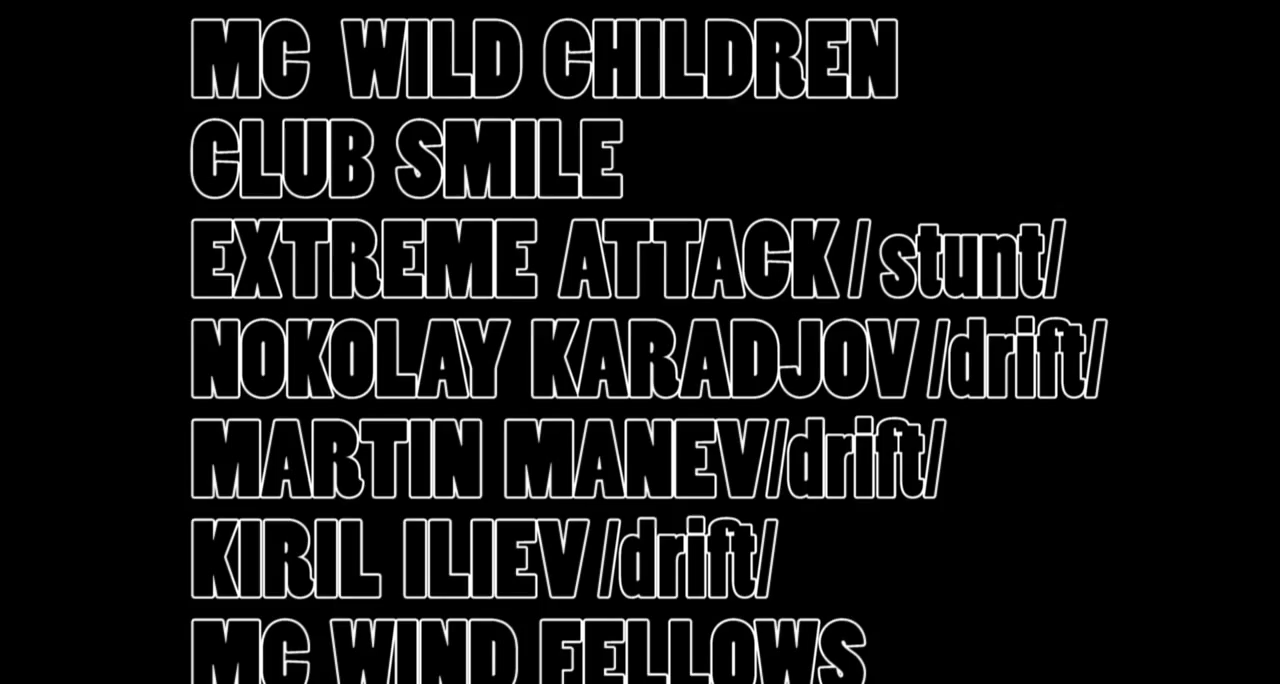 MC WILD CHILDREN
CLUB SMILE
EXTREME ATTACK/stunt/
NOKOLAY KARADJOV/drift/
MARTIN MANEV/drift/
KIRIL ILIEV/drift/
MC WIND FELLOWS